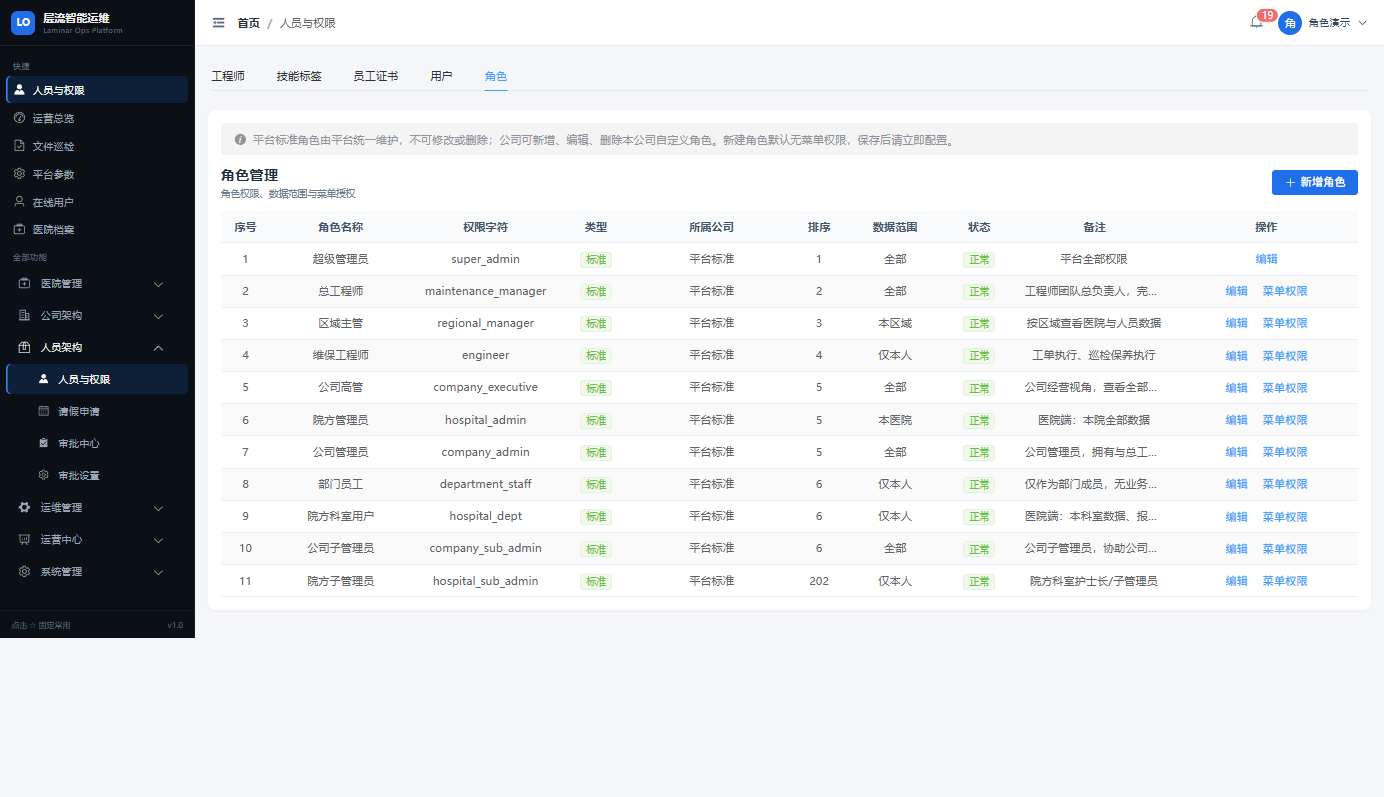 LO 层流智能运维
Laminar Ops Platform
快捷
人员与权限
运营总览
文件巡检
平台参数
在线用户
医院档案
全部功能
医院管理
公司架构
人员架构
人员与权限
请假申请
审批中心
审批设置
运维管理
运营中心
系统管理
点击 ☆ 固定常用 v1.0
首页 / 人员与权限 19 角 角色演示
工程师 技能标签 员工证书 用户 角色
平台标准角色由平台统一维护，不可修改或删除；公司可新增、编辑、删除本公司自定义角色。新建角色默认无菜单权限，保存后请立即配置。
角色管理
角色权限、数据范围与菜单授权
+ 新增角色
序号 角色名称 权限字符 类型 所属公司 排序 数据范围 状态 备注 操作
1 超级管理员 super_admin 标准 平台标准 1 全部 正常 平台全部权限 编辑
2 总工程师 maintenance_manager 标准 平台标准 2 全部 正常 工程师团队总负责人，完... 编辑 菜单权限
3 区域主管 regional_manager 标准 平台标准 3 本区域 正常 按区域查看医院与人员数据 编辑 菜单权限
4 维保工程师 engineer 标准 平台标准 4 仅本人 正常 工单执行、巡检保养执行 编辑 菜单权限
5 公司高管 company_executive 标准 平台标准 5 全部 正常 公司经营视角，查看全部... 编辑 菜单权限
6 院方管理员 hospital_admin 标准 平台标准 5 本医院 正常 医院端：本院全部数据 编辑 菜单权限
7 公司管理员 company_admin 标准 平台标准 5 全部 正常 公司管理员，拥有与总工... 编辑 菜单权限
8 部门员工 department_staff 标准 平台标准 6 仅本人 正常 仅作为部门成员，无业务... 编辑 菜单权限
9 院方科室用户 hospital_dept 标准 平台标准 6 仅本人 正常 医院端：本科室数据、报... 编辑 菜单权限
10 公司子管理员 company_sub_admin 标准 平台标准 6 全部 正常 公司子管理员，协助公司... 编辑 菜单权限
11 院方子管理员 hospital_sub_admin 标准 平台标准 202 仅本人 正常 院方科室护士长/子管理员 编辑 菜单权限